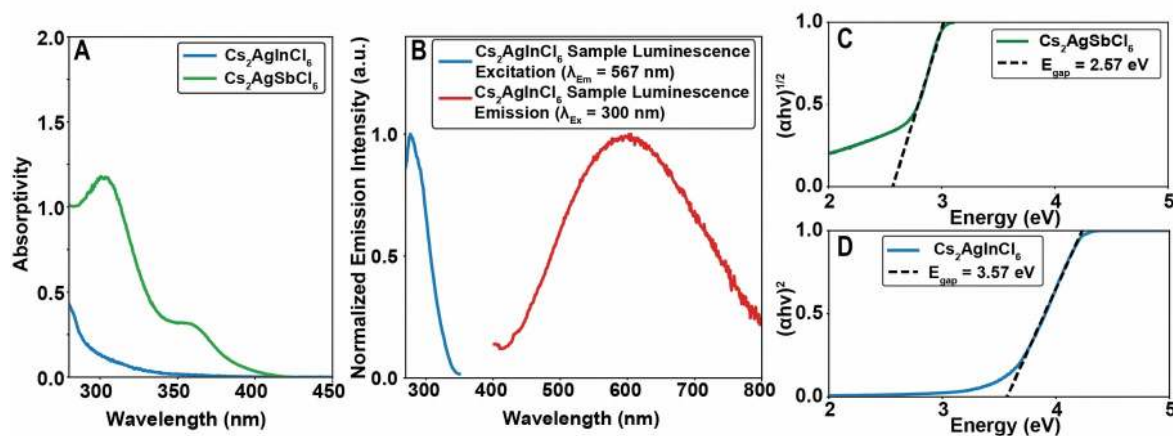 A
Cs₂AgInCl₆
Cs₂AgSbCl₆
2.0
1.5
1.0
0.5
0.0
Absorptivity
300
350
400
450
Wavelength (nm)
B
Cs₂AgInCl₆ Sample Luminescence
Excitation (λEm = 567 nm)
Cs₂AgInCl₆ Sample Luminescence
Emission (λEx = 300 nm)
1.0
0.5
0.0
Normalized Emission Intensity (a.u.)
300
400
500
600
700
800
Wavelength (nm)
C
Cs₂AgSbCl₆
Egap = 2.57 eV
1.0
0.5
0.0
(αhν)1/2
2
3
4
5
Energy (eV)
D
Cs₂AgInCl₆
Egap = 3.57 eV
1.0
0.5
0.0
(αhν)²
2
3
4
5
Energy (eV)